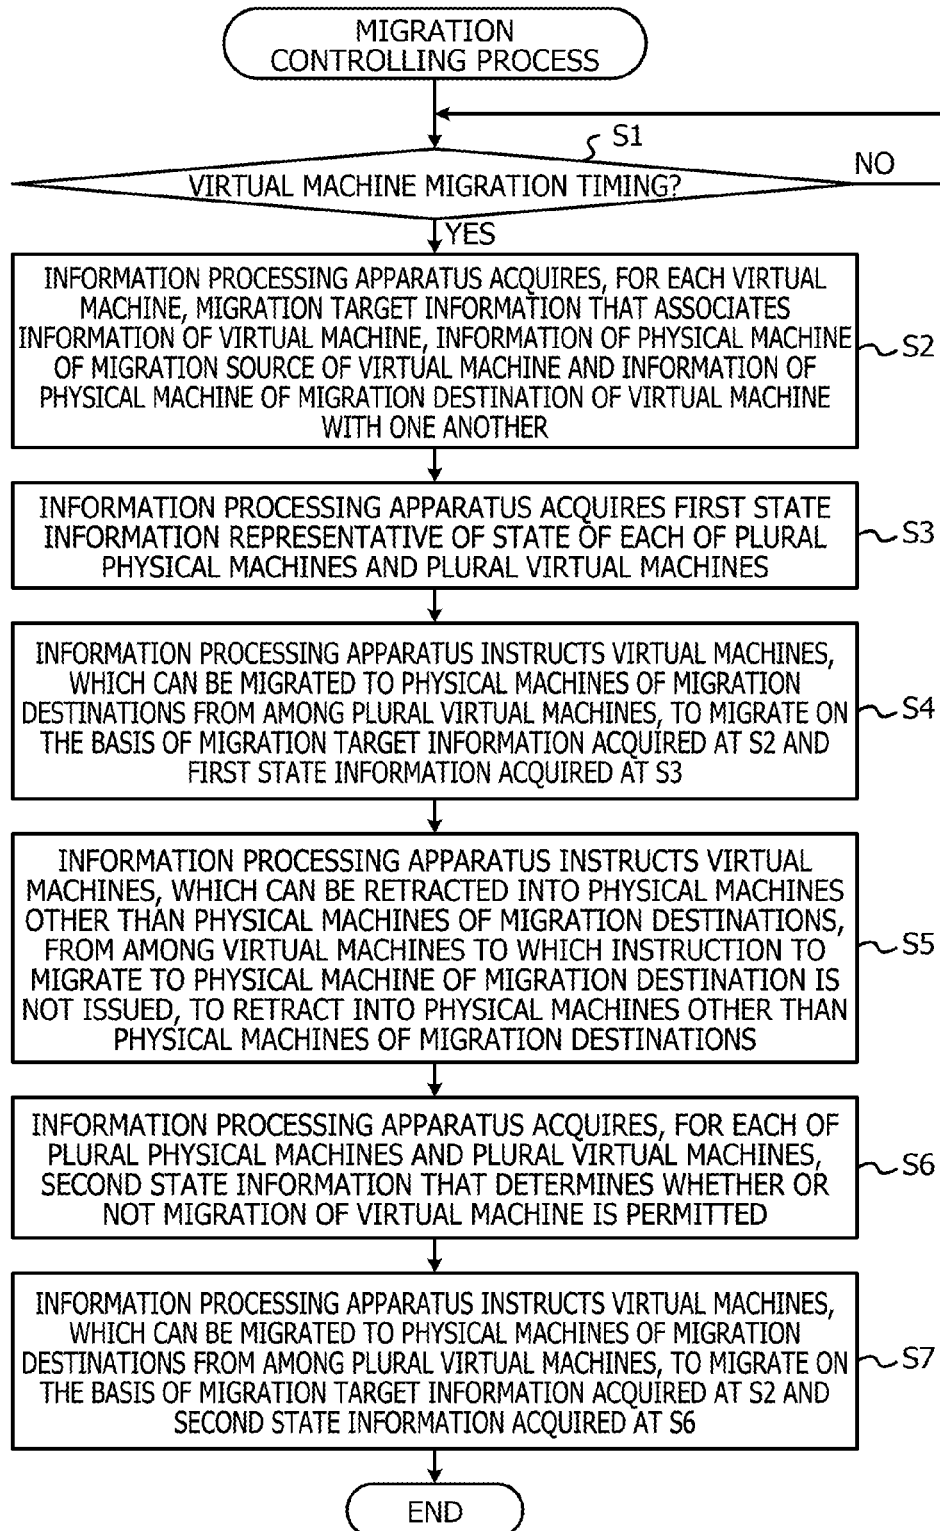 MIGRATION
CONTROLLING PROCESS
S1
VIRTUAL MACHINE MIGRATION TIMING?
NO
YES
INFORMATION PROCESSING APPARATUS ACQUIRES, FOR EACH VIRTUAL
MACHINE, MIGRATION TARGET INFORMATION THAT ASSOCIATES
INFORMATION OF VIRTUAL MACHINE, INFORMATION OF PHYSICAL MACHINE
OF MIGRATION SOURCE OF VIRTUAL MACHINE AND INFORMATION OF
PHYSICAL MACHINE OF MIGRATION DESTINATION OF VIRTUAL MACHINE
WITH ONE ANOTHER
S2
INFORMATION PROCESSING APPARATUS ACQUIRES FIRST STATE
INFORMATION REPRESENTATIVE OF STATE OF EACH OF PLURAL
PHYSICAL MACHINES AND PLURAL VIRTUAL MACHINES
S3
INFORMATION PROCESSING APPARATUS INSTRUCTS VIRTUAL MACHINES,
WHICH CAN BE MIGRATED TO PHYSICAL MACHINES OF MIGRATION
DESTINATIONS FROM AMONG PLURAL VIRTUAL MACHINES, TO MIGRATE ON
THE BASIS OF MIGRATION TARGET INFORMATION ACQUIRED AT S2 AND
FIRST STATE INFORMATION ACQUIRED AT S3
S4
INFORMATION PROCESSING APPARATUS INSTRUCTS VIRTUAL
MACHINES, WHICH CAN BE RETRACTED INTO PHYSICAL MACHINES
OTHER THAN PHYSICAL MACHINES OF MIGRATION DESTINATIONS,
FROM AMONG VIRTUAL MACHINES TO WHICH INSTRUCTION TO
MIGRATE TO PHYSICAL MACHINE OF MIGRATION DESTINATION IS
NOT ISSUED, TO RETRACT INTO PHYSICAL MACHINES OTHER THAN
PHYSICAL MACHINES OF MIGRATION DESTINATIONS
S5
INFORMATION PROCESSING APPARATUS ACQUIRES, FOR EACH OF
PLURAL PHYSICAL MACHINES AND PLURAL VIRTUAL MACHINES,
SECOND STATE INFORMATION THAT DETERMINES WHETHER OR
NOT MIGRATION OF VIRTUAL MACHINE IS PERMITTED
S6
INFORMATION PROCESSING APPARATUS INSTRUCTS VIRTUAL MACHINES,
WHICH CAN BE MIGRATED TO PHYSICAL MACHINES OF MIGRATION
DESTINATIONS FROM AMONG PLURAL VIRTUAL MACHINES, TO MIGRATE ON
THE BASIS OF MIGRATION TARGET INFORMATION ACQUIRED AT S2 AND
SECOND STATE INFORMATION ACQUIRED AT S6
S7
END